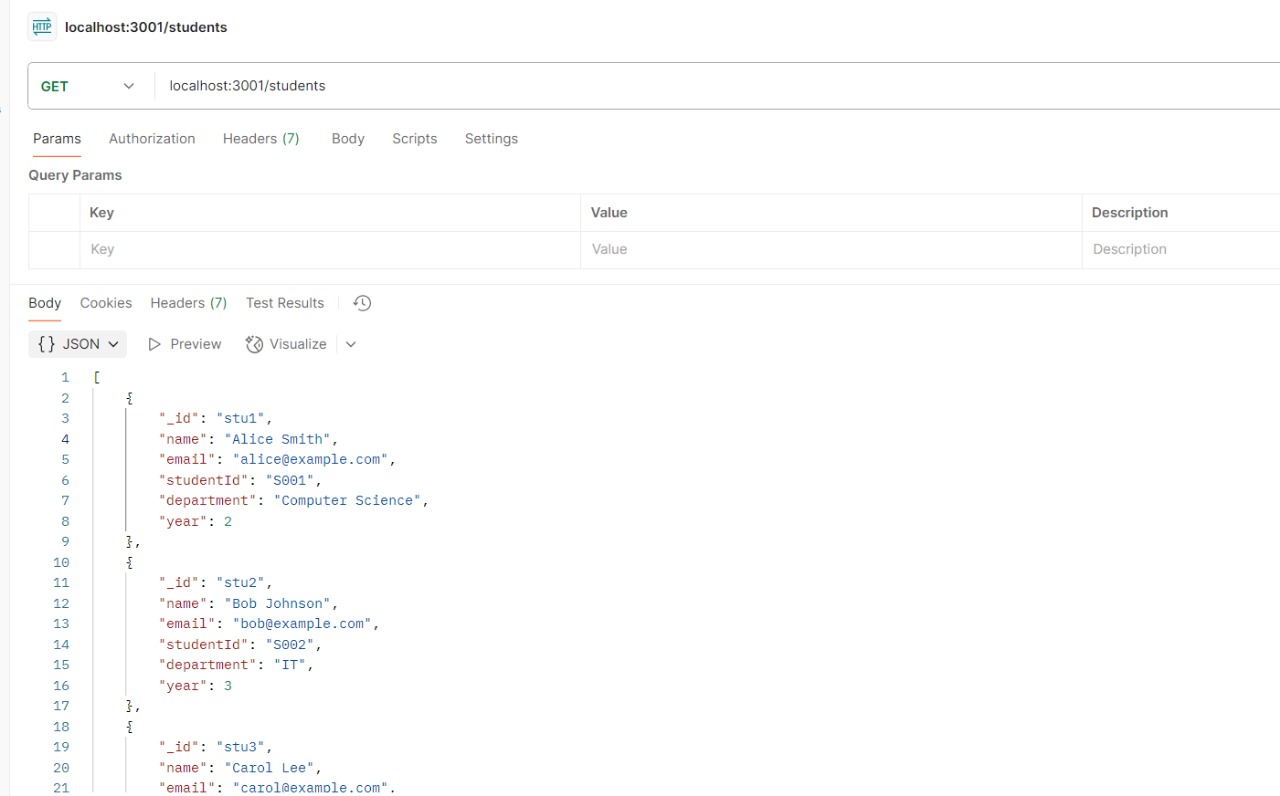 HTTP localhost:3001/students
GET localhost:3001/students
Params Authorization Headers (7) Body Scripts Settings
Query Params
Key Value Description
Key Value Description
Body Cookies Headers (7) Test Results
{} JSON Preview Visualize
1 [
2 {
3 "_id": "stu1",
4 "name": "Alice Smith",
5 "email": "alice@example.com",
6 "studentId": "S001",
7 "department": "Computer Science",
8 "year": 2
9 },
10 {
11 "_id": "stu2",
12 "name": "Bob Johnson",
13 "email": "bob@example.com",
14 "studentId": "S002",
15 "department": "IT",
16 "year": 3
17 },
18 {
19 "_id": "stu3",
20 "name": "Carol Lee",
21 "email": "carol@example.com",